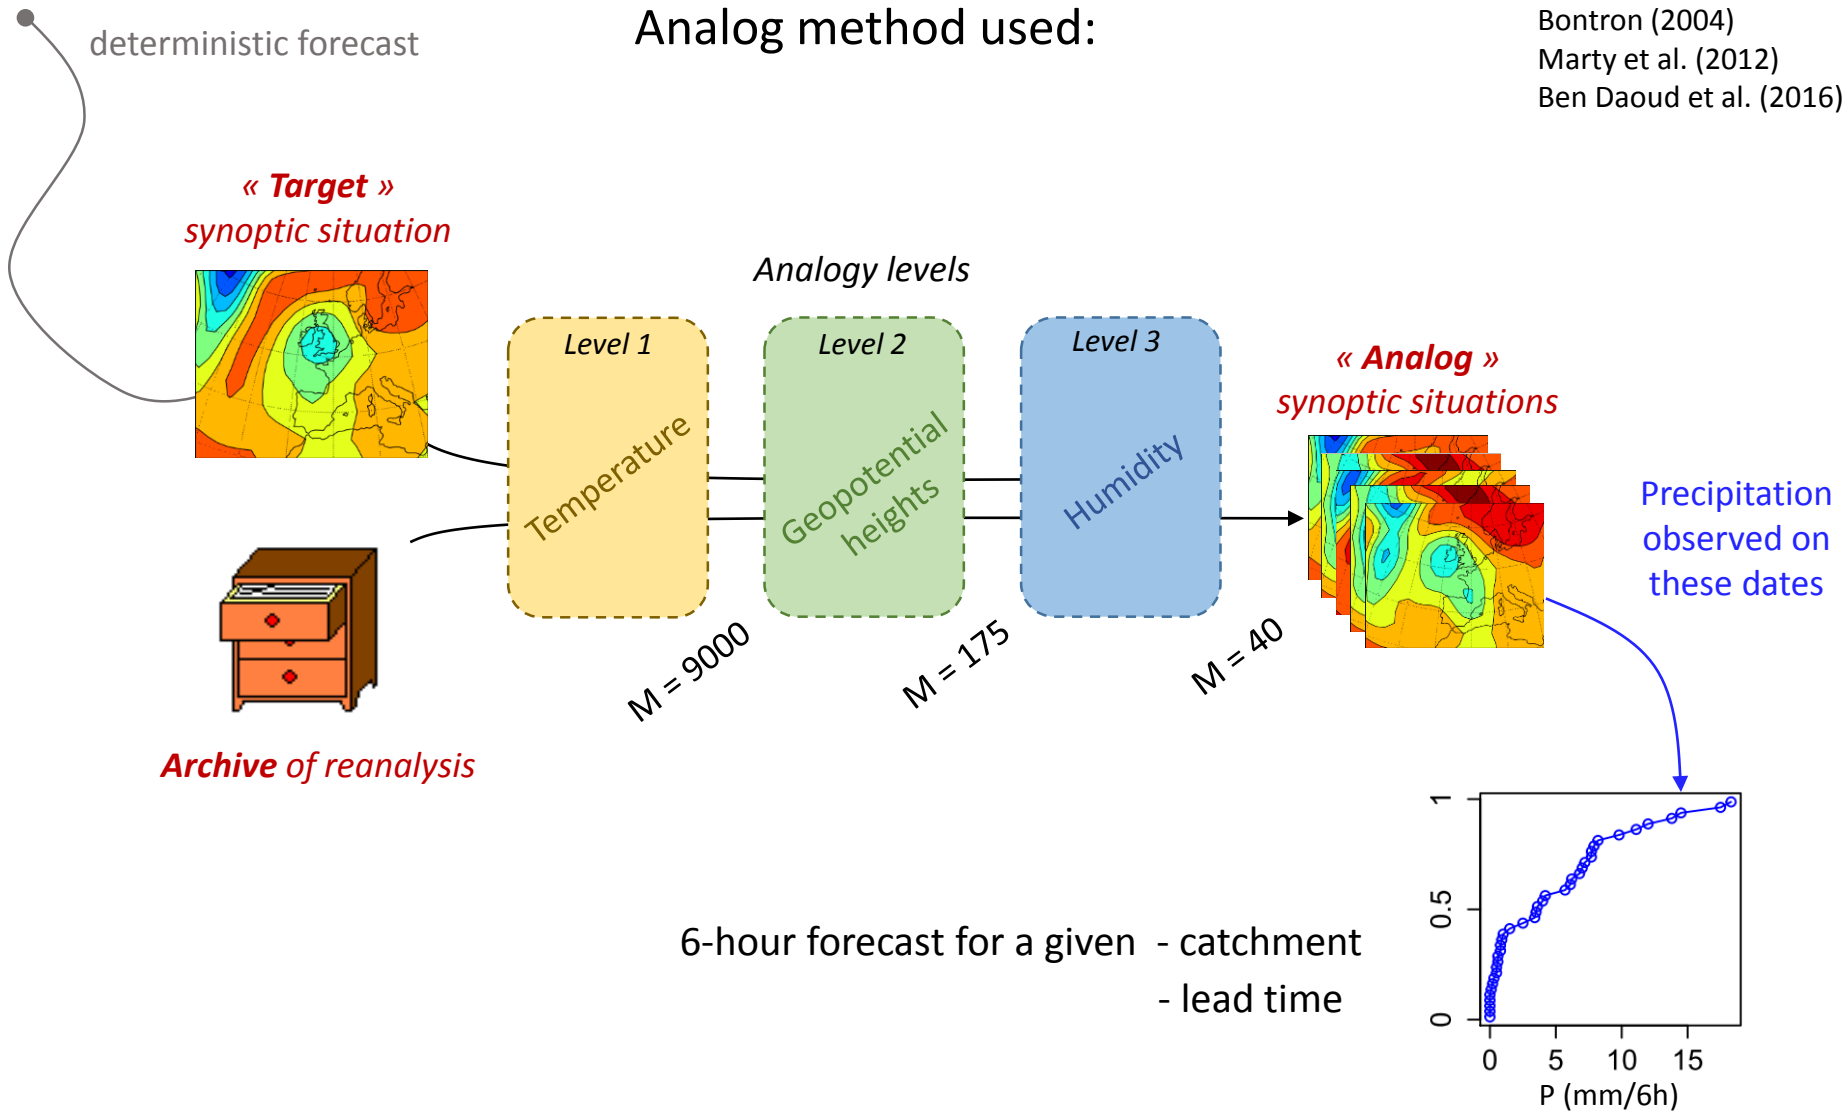 deterministic forecast
Analog method used:
Bontron (2004)
Marty et al. (2012)
Ben Daoud et al. (2016)
« Target »
synoptic situation
Analogy levels
Level 1
Level 2
Level 3
Temperature
Geopotential
heights
Humidity
« Analog »
synoptic situations
Precipitation
observed on
these dates
M = 9000
M = 175
M = 40
Archive of reanalysis
6-hour forecast for a given - catchment
- lead time
1
0.5
0
0 5 10 15
P (mm/6h)